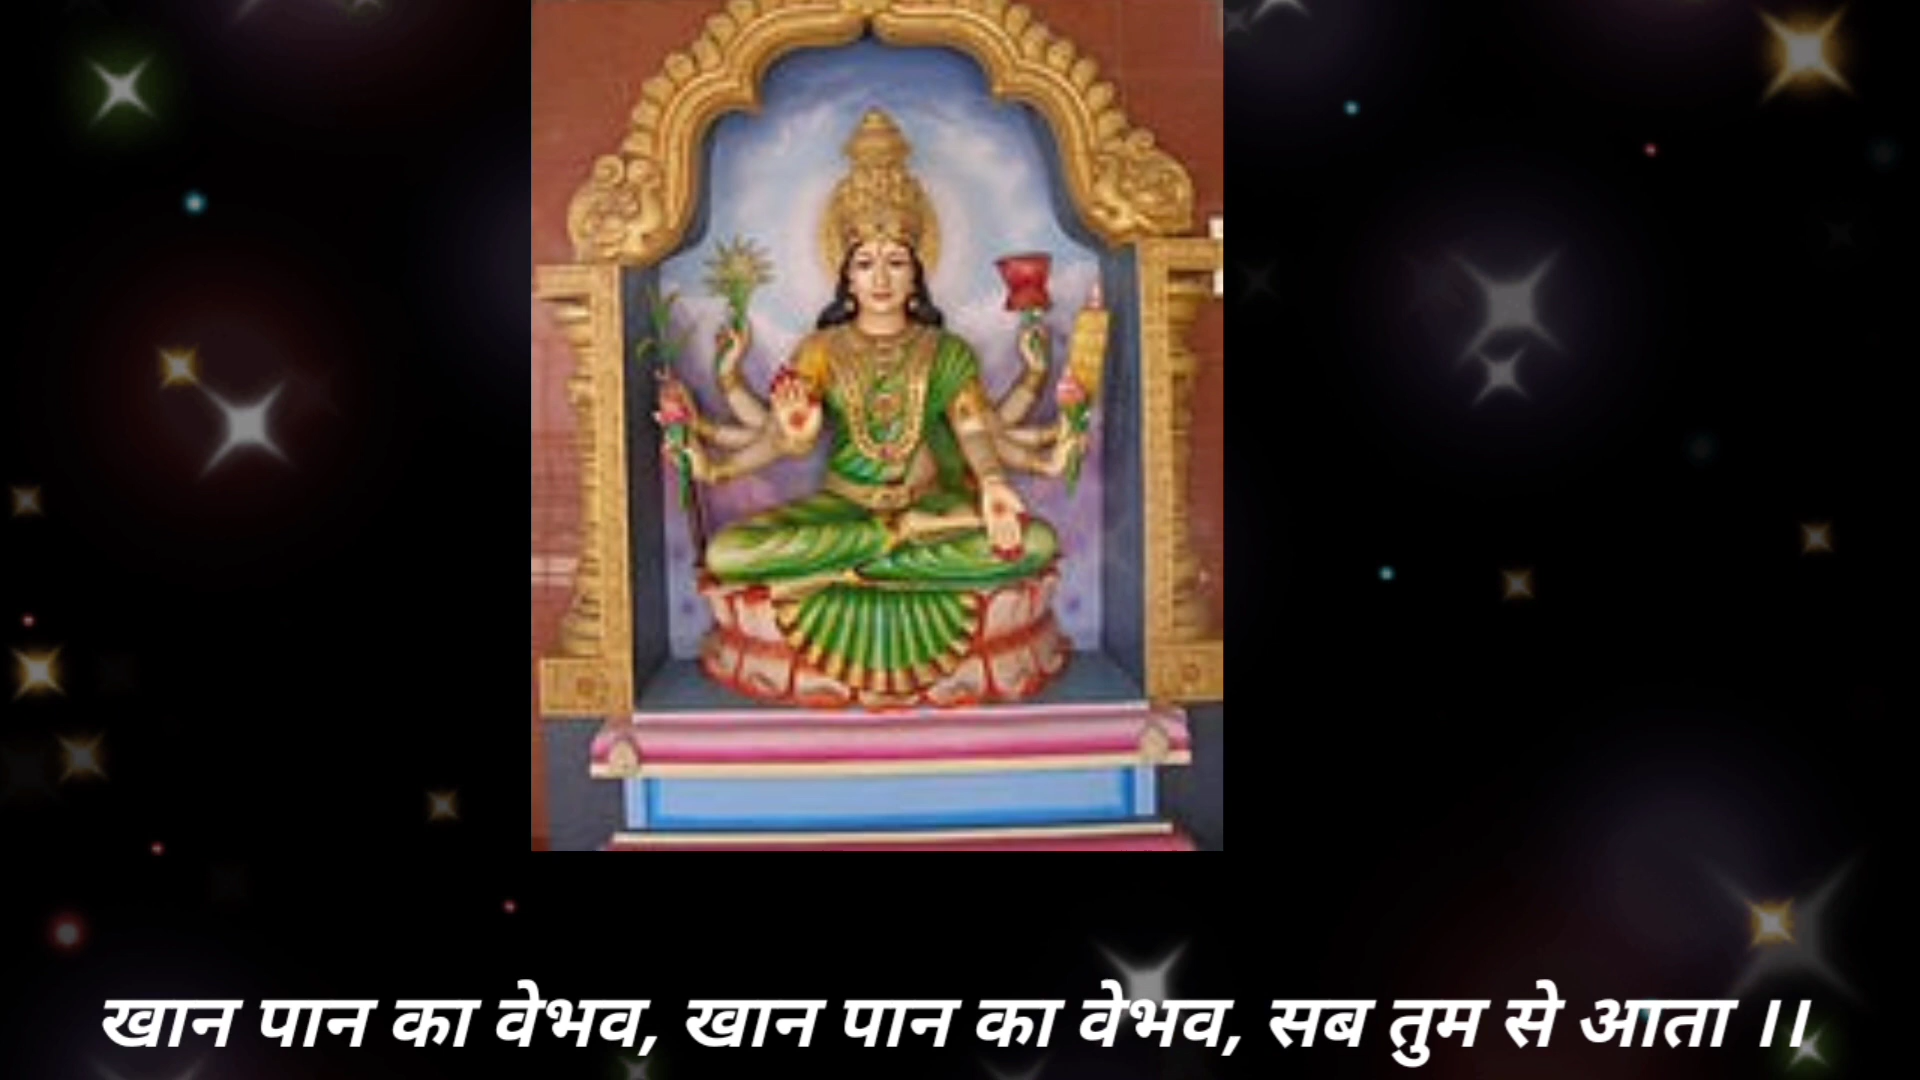 खान पान का वेभव, खान पान का वेभव, सब तुम से आता ।।